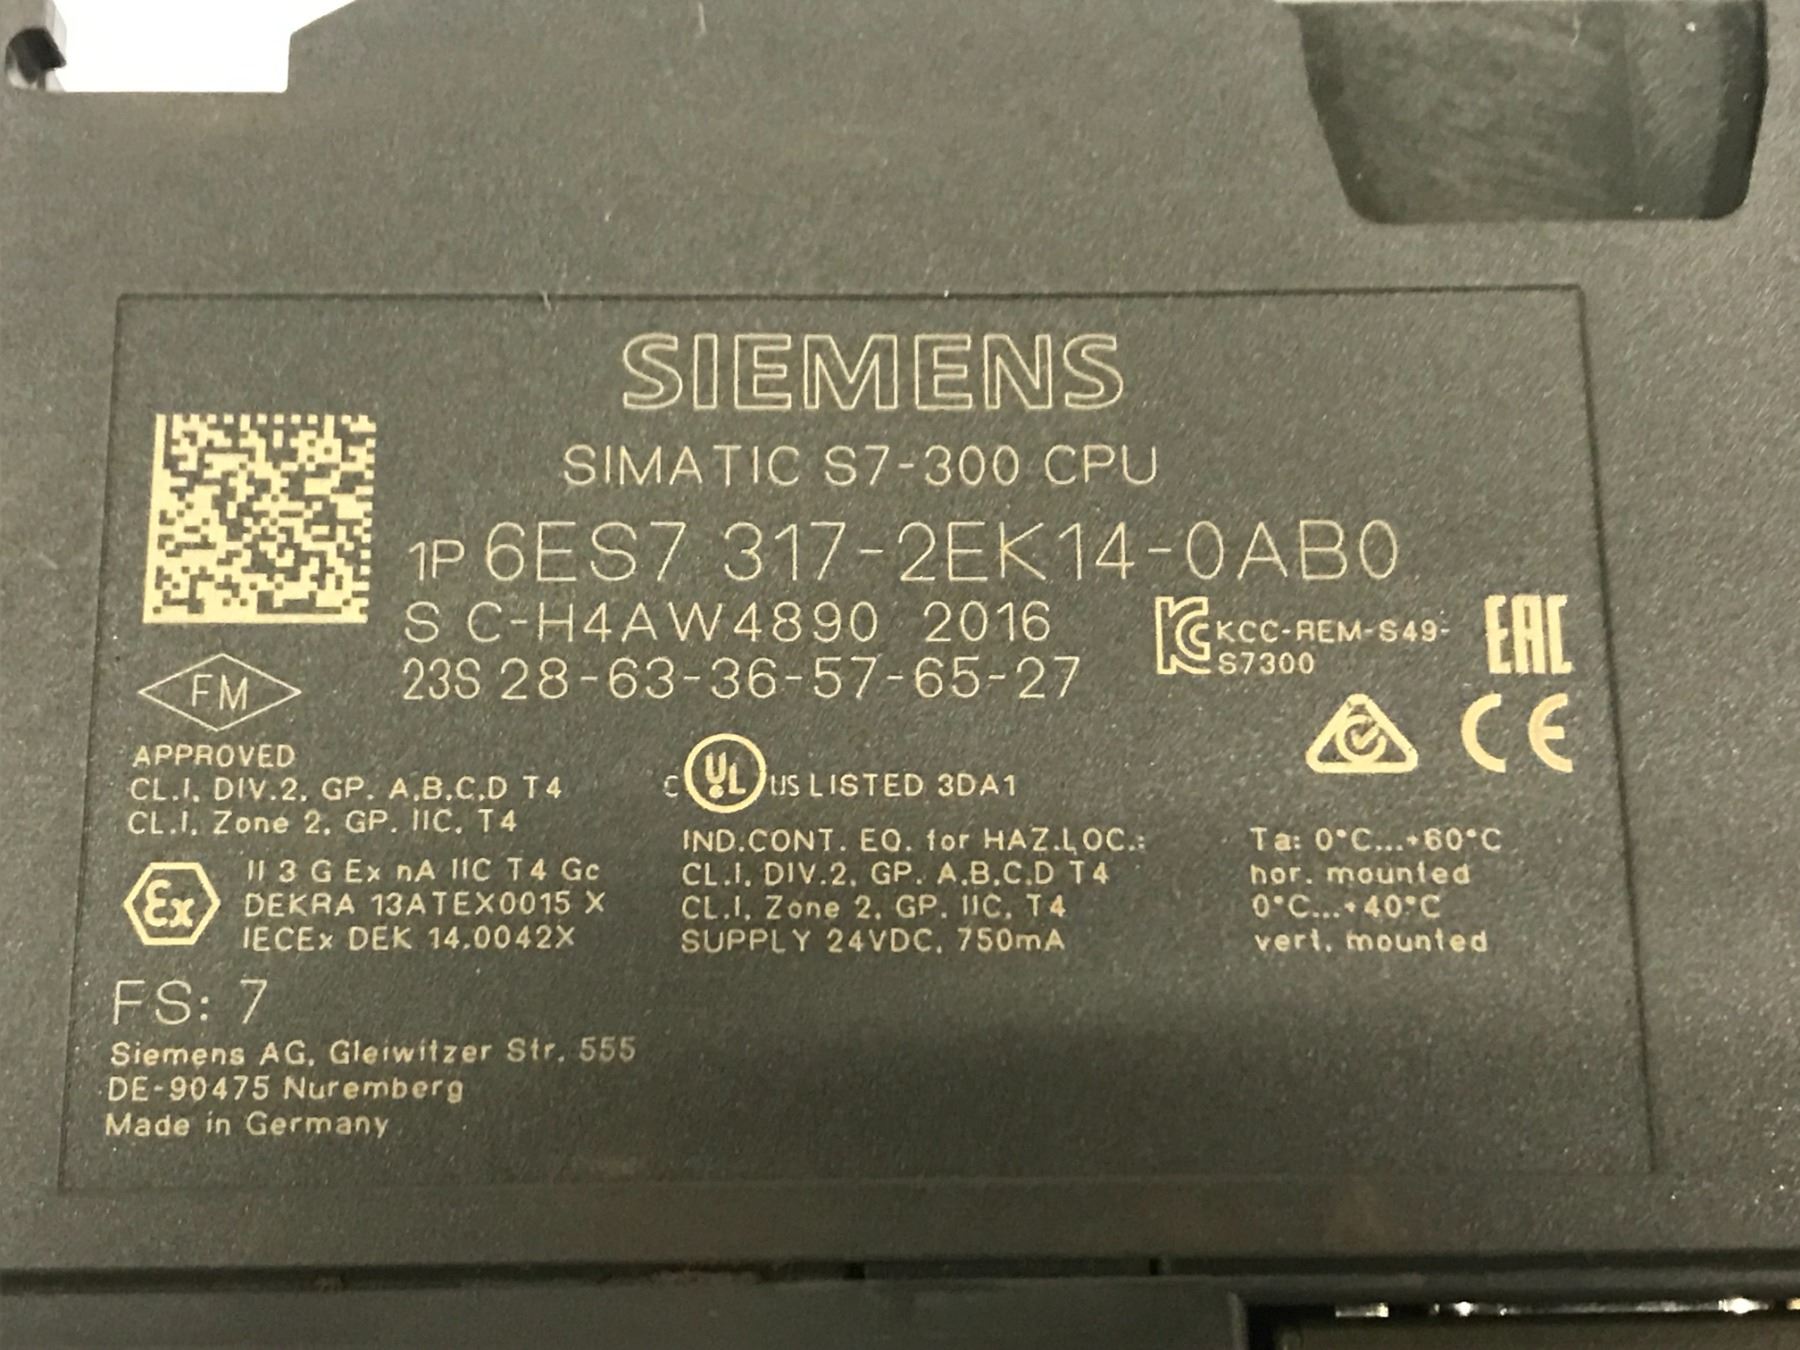 SIEMENS
SIMATIC S7-300 CPU
1P 6ES7 317-2EK14-0AB0
S C-H4AW4890 2016
23S 28-63-36-57-65-27
KCC-REM-S49-
S7300
EAC
CE
FM
APPROVED
CL.I, DIV.2, GP. A,B,C,D T4
CL.I, Zone 2, GP. IIC, T4
Ex
II 3 G Ex nA IIC T4 Gc
DEKRA 13ATEX0015 X
IECEx DEK 14.0042X
C UL US LISTED 3DA1
IND.CONT. EQ. for HAZ.LOC.:
CL.I, DIV.2, GP. A,B,C,D T4
CL.I, Zone 2, GP. IIC, T4
SUPPLY 24VDC, 750mA
Ta: 0°C...+60°C
hor. mounted
0°C...+40°C
vert. mounted
FS: 7
Siemens AG, Gleiwitzer Str. 555
DE-90475 Nuremberg
Made in Germany